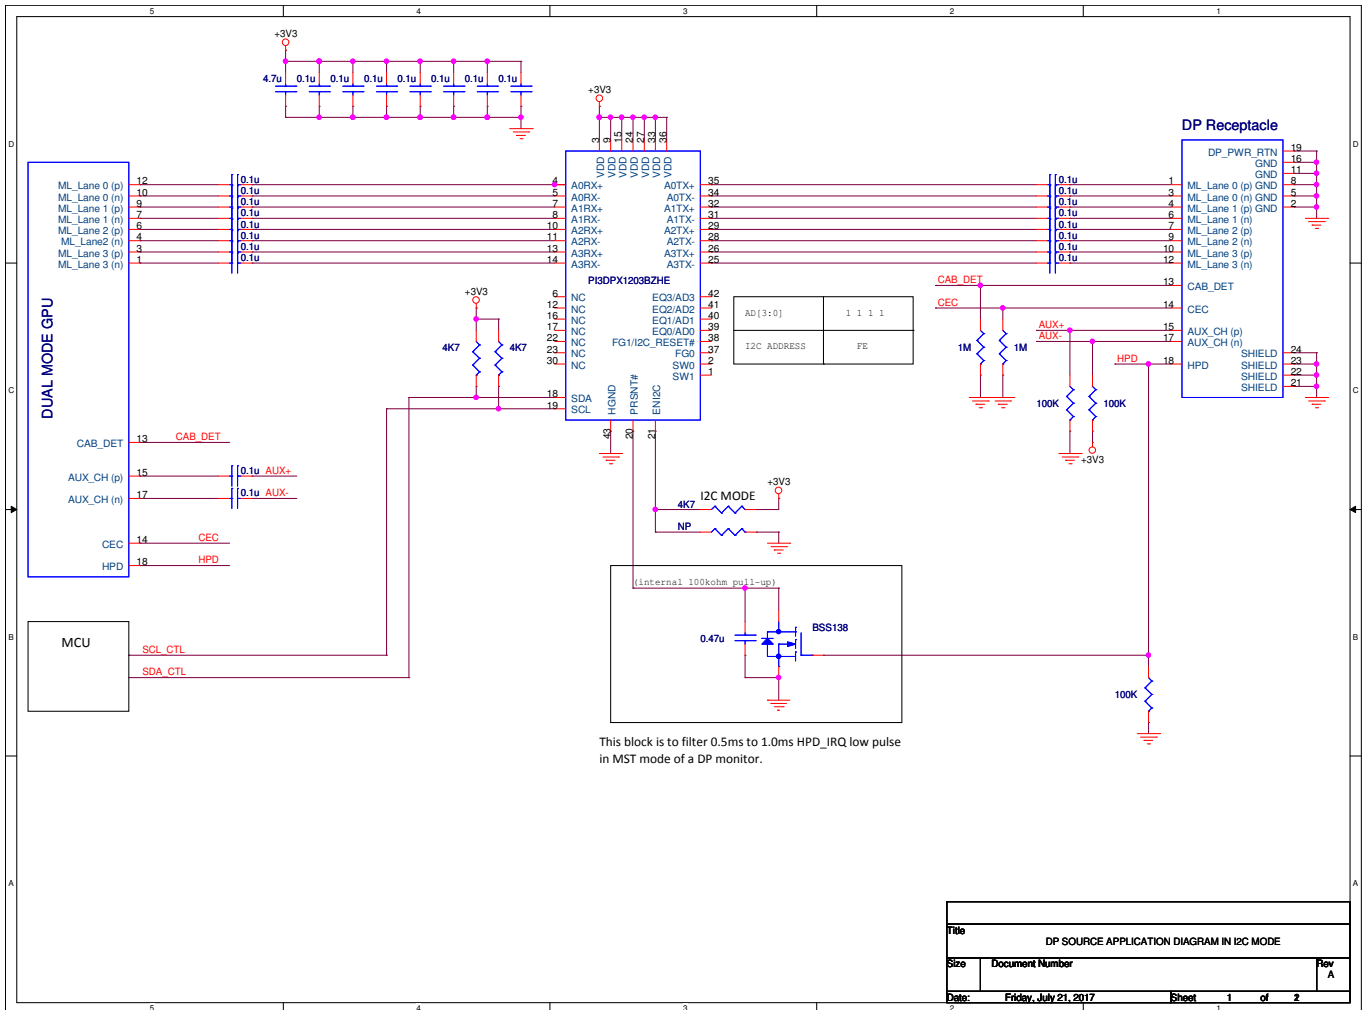 5 4 3 2 1
+3V3
4.7u 0.1u 0.1u 0.1u 0.1u 0.1u 0.1u 0.1u
+3V3
3 9 15 24 27 33 36
VDD VDD VDD VDD VDD VDD VDD
D D
DP Receptacle
DP_PWR_RTN 19
GND 16
GND 11
ML_Lane 0 (p) 12 0.1u 4 A0RX+ A0TX+ 35 0.1u 1 ML_Lane 0 (p) GND 8
ML_Lane 0 (n) 10 0.1u 5 A0RX- A0TX- 34 0.1u 3 ML_Lane 0 (n) GND 5
ML_Lane 1 (p) 9 0.1u 7 A1RX+ A1TX+ 32 0.1u 4 ML_Lane 1 (p) GND 2
ML_Lane 1 (n) 7 0.1u 8 A1RX- A1TX- 31 0.1u 6 ML_Lane 1 (n)
ML_Lane 2 (p) 6 0.1u 10 A2RX+ A2TX+ 29 0.1u 7 ML_Lane 2 (p)
ML_Lane2 (n) 4 0.1u 11 A2RX- A2TX- 28 0.1u 9 ML_Lane 2 (n)
ML_Lane 3 (p) 3 0.1u 13 A3RX+ A3TX+ 26 0.1u 10 ML_Lane 3 (p)
ML_Lane 3 (n) 1 0.1u 14 A3RX- A3TX- 25 0.1u 12 ML_Lane 3 (n)
PI3DPX1203BZHE
DUAL MODE GPU
6 NC EQ3/AD3 42
12 NC EQ2/AD2 41
16 NC EQ1/AD1 40
17 NC EQ0/AD0 39
22 NC FG1/I2C_RESET# 38
23 NC FG0 37
30 NC SW0 2
SW1 1
AD[3:0] 1 1 1 1
I2C ADDRESS FE
+3V3
4K7 4K7
18 SDA
19 SCL
HGND PRSNT# ENI2C
43 20 21
CAB_DET 13 CAB_DET
CEC 14 CEC
1M 1M
AUX+ 15 AUX_CH (p)
AUX- 17 AUX_CH (n)
HPD 18 HPD
SHIELD 24
SHIELD 23
SHIELD 22
SHIELD 21
100K 100K
+3V3
C C
CAB_DET 13 CAB_DET
AUX_CH (p) 15 0.1u AUX+
AUX_CH (n) 17 0.1u AUX-
CEC 14 CEC
HPD 18 HPD
+3V3
4K7 I2C MODE
NP
(internal 100kohm pull-up)
0.47u
BSS138
B B
MCU
SCL_CTL
SDA_CTL
100K
This block is to filter 0.5ms to 1.0ms HPD_IRQ low pulse
in MST mode of a DP monitor.
A A
Title
DP SOURCE APPLICATION DIAGRAM IN I2C MODE
Size Document Number Rev
A
Date: Friday, July 21, 2017 Sheet 1 of
5 4 3 2 1